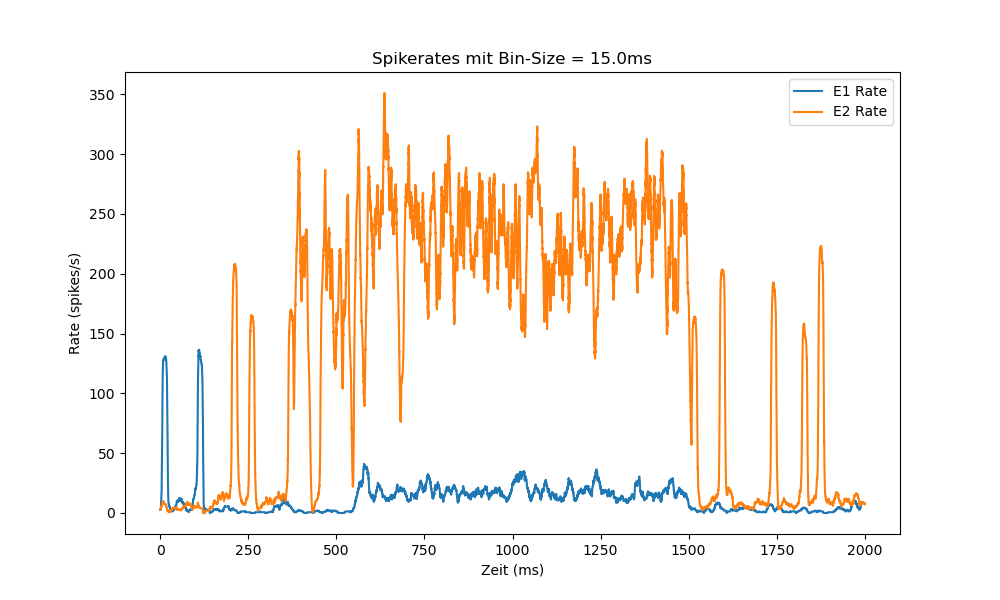 Spikerates mit Bin-Size = 15.0ms
E1 Rate
E2 Rate
350
300
250
200
150
100
50
0
Rate (spikes/s)
0 250 500 750 1000 1250 1500 1750 2000
Zeit (ms)